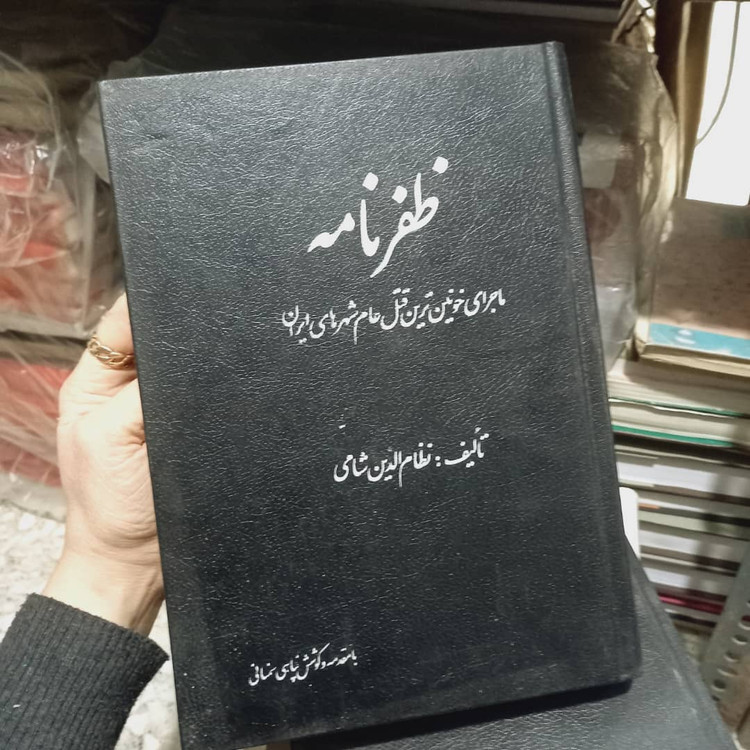 ظفرنامه
ماجرای خونین‌ترین قتل عام شهرهای ایران
تألیف: نظام‌الدین شامی
با مقدمه و کوشش پناهی سمنانی